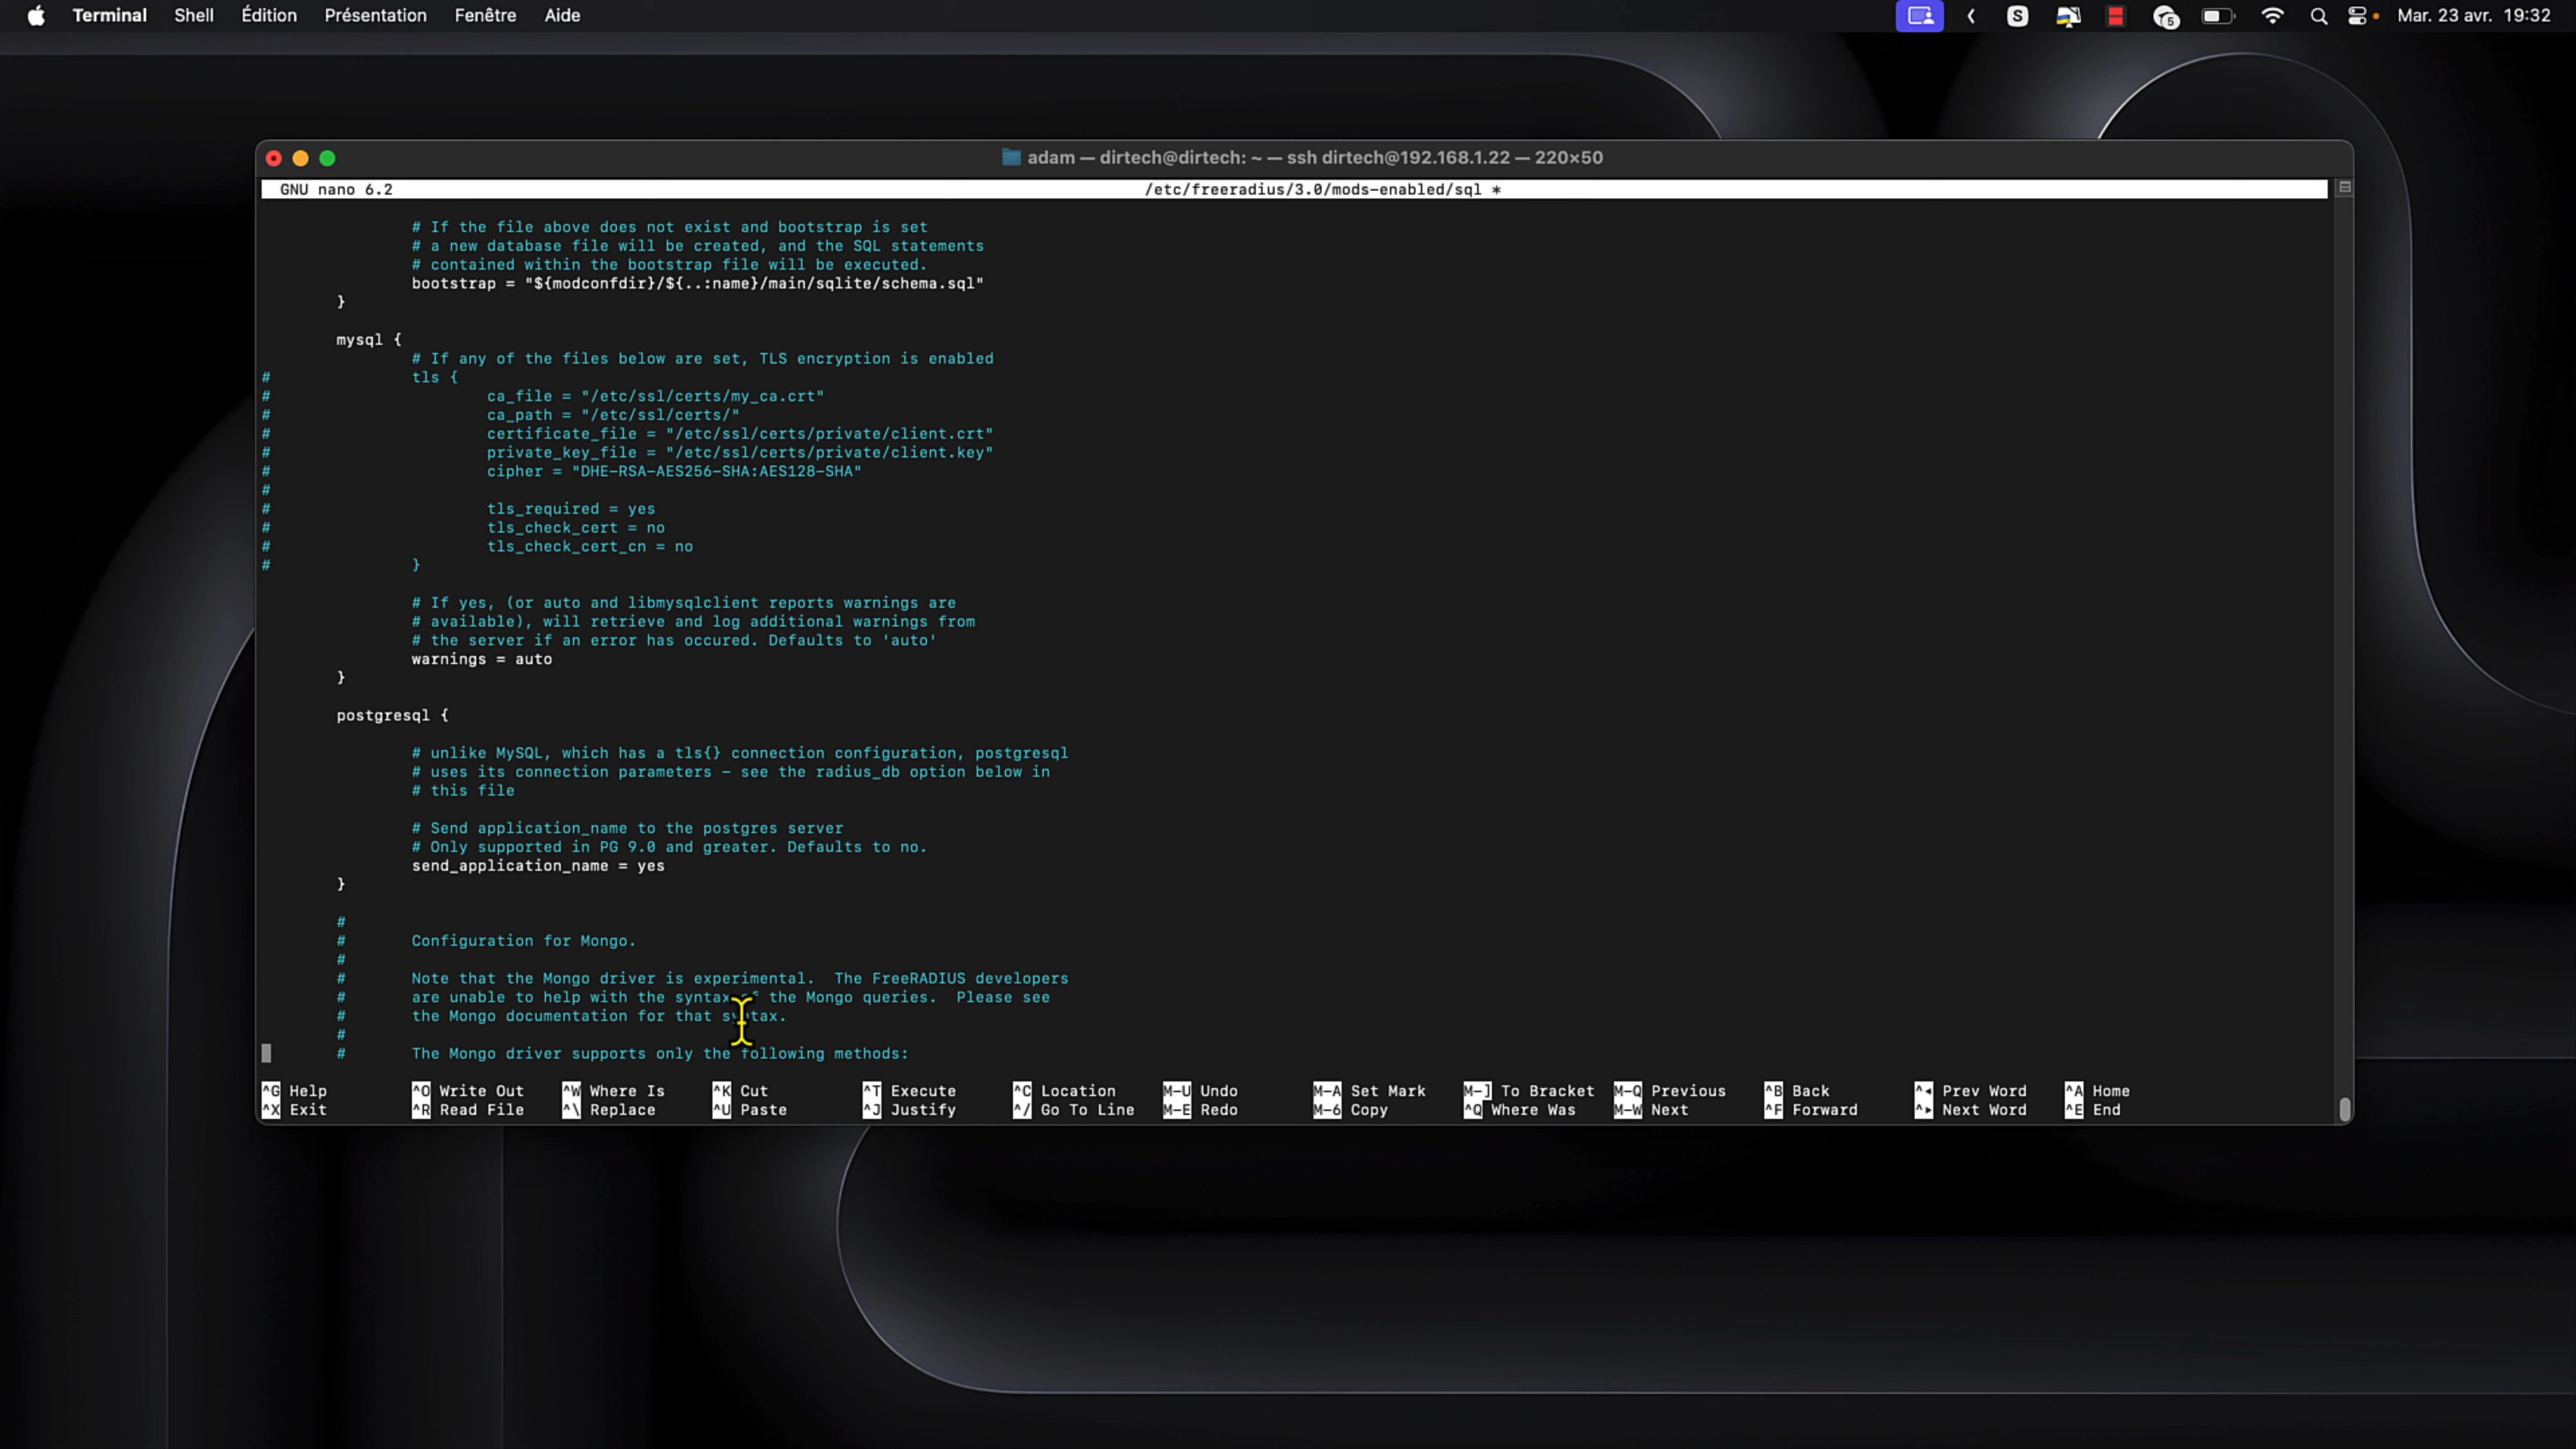 Terminal Shell Édition Présentation Fenêtre Aide S 5 Mar. 23 avr. 19:32
adam — dirtech@dirtech: ~ — ssh dirtech@192.168.1.22 — 220×50
GNU nano 6.2 /etc/freeradius/3.0/mods-enabled/sql *
# If the file above does not exist and bootstrap is set
# a new database file will be created, and the SQL statements
# contained within the bootstrap file will be executed.
bootstrap = "${modconfdir}/${..:name}/main/sqlite/schema.sql"
}
mysql {
# If any of the files below are set, TLS encryption is enabled
# tls {
# ca_file = "/etc/ssl/certs/my_ca.crt"
# ca_path = "/etc/ssl/certs/"
# certificate_file = "/etc/ssl/certs/private/client.crt"
# private_key_file = "/etc/ssl/certs/private/client.key"
# cipher = "DHE-RSA-AES256-SHA:AES128-SHA"
#
# tls_required = yes
# tls_check_cert = no
# tls_check_cert_cn = no
# }
# If yes, (or auto and libmysqlclient reports warnings are
# available), will retrieve and log additional warnings from
# the server if an error has occured. Defaults to 'auto'
warnings = auto
}
postgresql {
# unlike MySQL, which has a tls{} connection configuration, postgresql
# uses its connection parameters - see the radius_db option below in
# this file
# Send application_name to the postgres server
# Only supported in PG 9.0 and greater. Defaults to no.
send_application_name = yes
}
#
# Configuration for Mongo.
#
# Note that the Mongo driver is experimental. The FreeRADIUS developers
# are unable to help with the syntax of the Mongo queries. Please see
# the Mongo documentation for that syntax.
#
# The Mongo driver supports only the following methods:
^G Help ^O Write Out ^W Where Is ^K Cut ^T Execute ^C Location M-U Undo M-A Set Mark M-] To Bracket M-Q Previous ^B Back ^◂ Prev Word ^A Home
^X Exit ^R Read File ^\ Replace ^U Paste ^J Justify ^/ Go To Line M-E Redo M-6 Copy ^Q Where Was M-W Next ^F Forward ^▸ Next Word ^E End